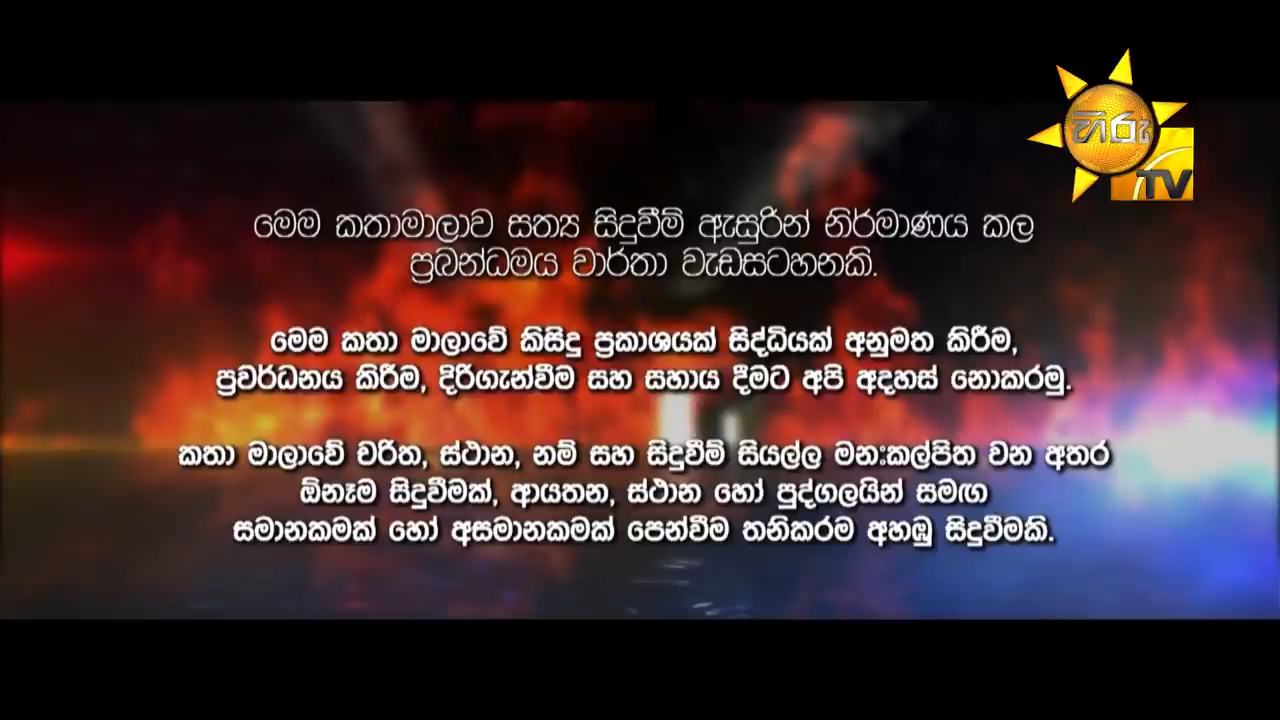 හිරු
TV
මෙම කතාමාලාව සත්‍ය සිදුවීම් ඇසුරින් නිර්මාණය කල
ප්‍රබන්ධමය වාර්තා වැඩසටහනකි.
මෙම කතා මාලාවේ කිසිදු ප්‍රකාශයක් සිද්ධියක් අනුමත කිරීම,
ප්‍රවර්ධනය කිරීම, දිරිගැන්වීම සහ සහාය දීමට අපි අදහස් නොකරමු.
කතා මාලාවේ චරිත, ස්ථාන, නම් සහ සිදුවීම් සියල්ල මනඃකල්පිත වන අතර
ඕනෑම සිදුවීමක්, ආයතන, ස්ථාන හෝ පුද්ගලයින් සමඟ
සමානකමක් හෝ අසමානකමක් පෙන්වීම තනිකරම අහඹු සිදුවීමකි.